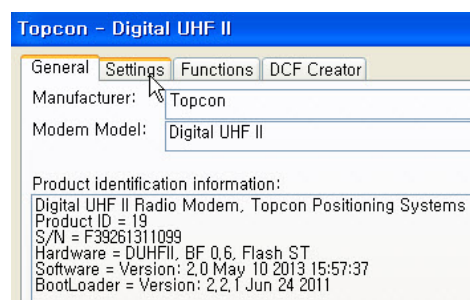 Topcon - Digital UHF II
General Settings Functions DCF Creator
Manufacturer: Topcon
Modem Model: Digital UHF II
Product identification information:
Digital UHF II Radio Modem, Topcon Positioning Systems
Product ID = 19
S/N = F39261311099
Hardware = DUHFII, BF 0,6, Flash ST
Software = Version: 2,0 May 10 2013 15:57:37
BootLoader = Version: 2,2,1 Jun 24 2011